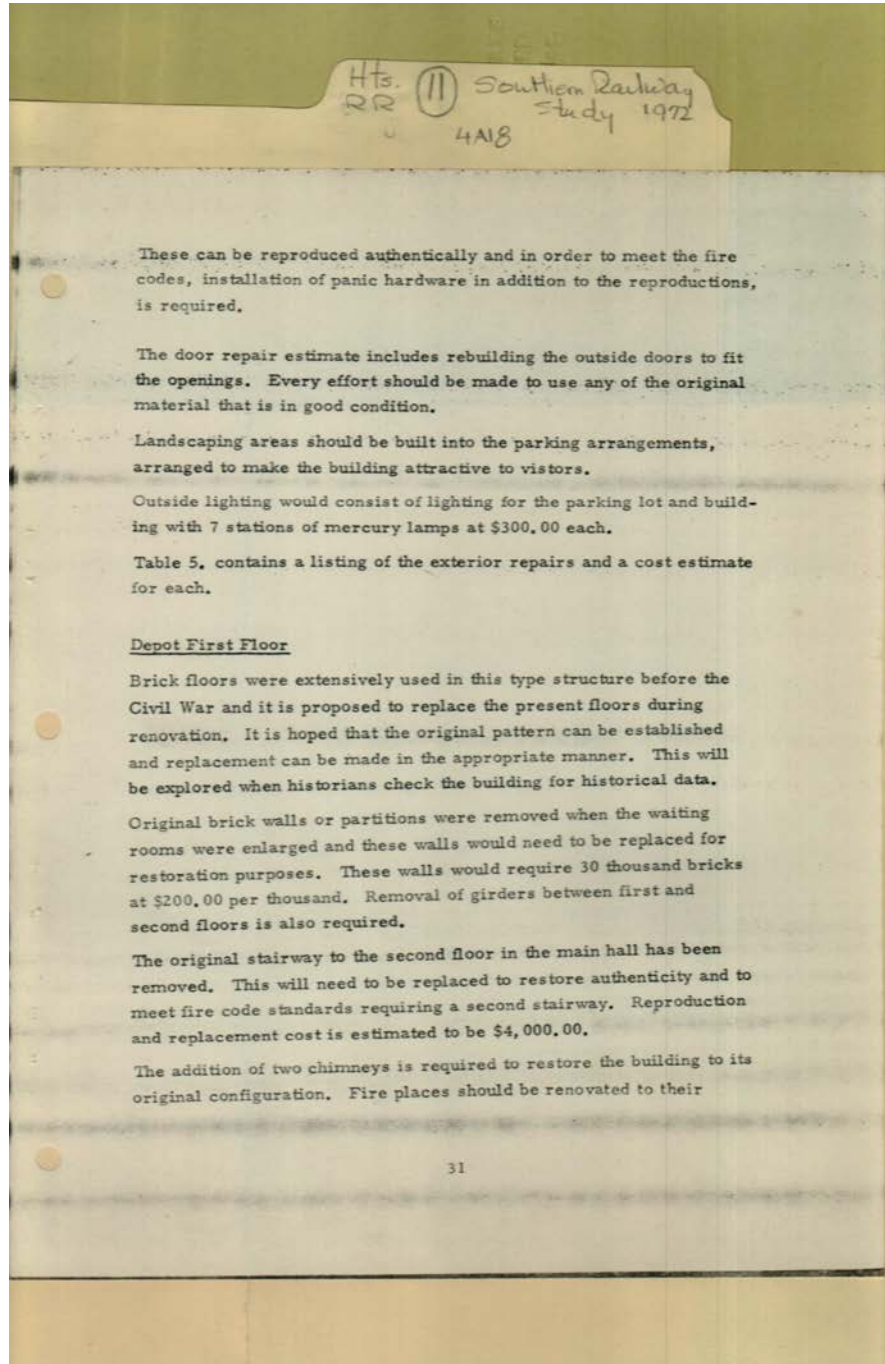 Hts. (11) Southern Railway
RR Study 1972
4A18
These can be reproduced authentically and in order to meet the fire
codes, installation of panic hardware in addition to the reproductions,
is required.
The door repair estimate includes rebuilding the outside doors to fit
the openings. Every effort should be made to use any of the original
material that is in good condition.
Landscaping areas should be built into the parking arrangements,
arranged to make the building attractive to vistors.
Outside lighting would consist of lighting for the parking lot and build-
ing with 7 stations of mercury lamps at $300.00 each.
Table 5. contains a listing of the exterior repairs and a cost estimate
for each.
Depot First Floor
Brick floors were extensively used in this type structure before the
Civil War and it is proposed to replace the present floors during
renovation. It is hoped that the original pattern can be established
and replacement can be made in the appropriate manner. This will
be explored when historians check the building for historical data.
Original brick walls or partitions were removed when the waiting
rooms were enlarged and these walls would need to be replaced for
restoration purposes. These walls would require 30 thousand bricks
at $200.00 per thousand. Removal of girders between first and
second floors is also required.
The original stairway to the second floor in the main hall has been
removed. This will need to be replaced to restore authenticity and to
meet fire code standards requiring a second stairway. Reproduction
and replacement cost is estimated to be $4,000.00.
The addition of two chimneys is required to restore the building to its
original configuration. Fire places should be renovated to their
31